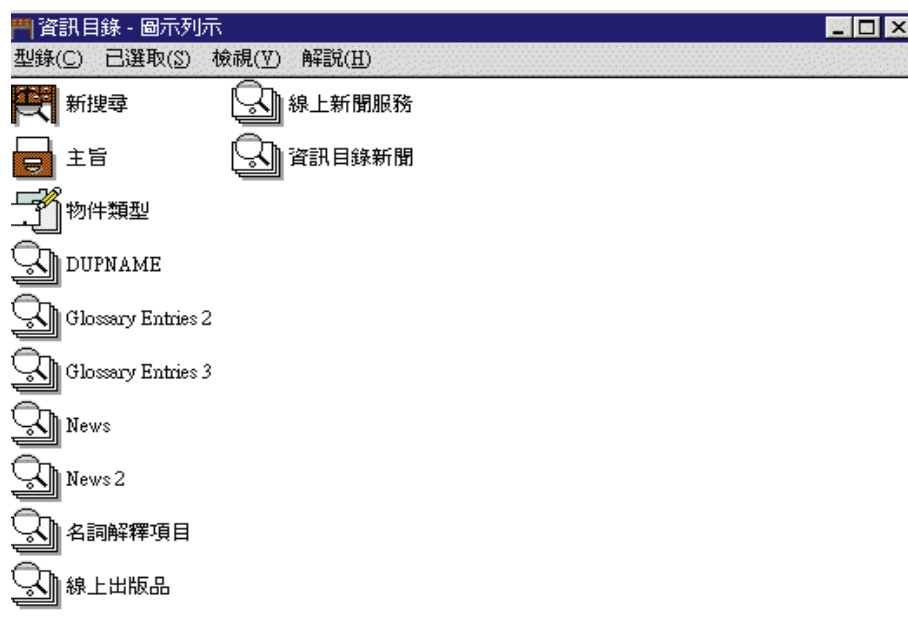 資訊目錄 - 圖示列示
型錄(C) 已選取(S) 檢視(V) 解說(H)
新搜尋
主旨
物件類型
DUPNAME
Glossary Entries 2
Glossary Entries 3
News
News 2
名詞解釋項目
線上出版品
線上新聞服務
資訊目錄新聞